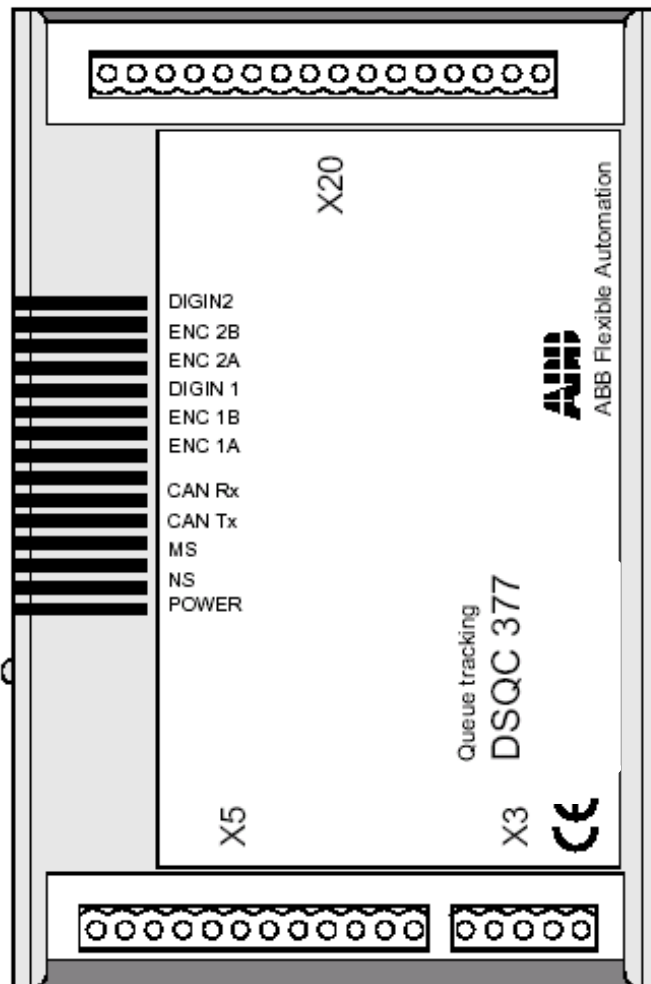 X20
DIGIN2
ENC 2B
ENC 2A
DIGIN 1
ENC 1B
ENC 1A
CAN Rx
CAN Tx
MS
NS
POWER
ABB
ABB Flexible Automation
Queue tracking
DSQC 377
X5
X3
CE